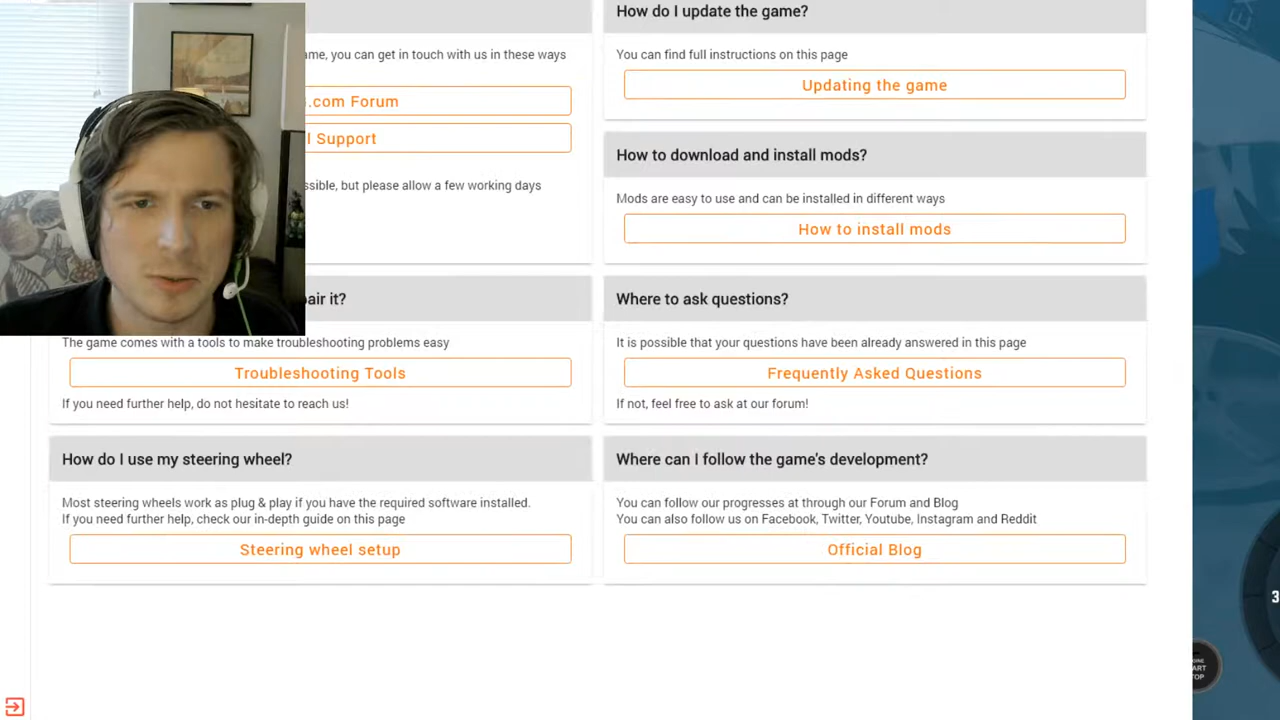 ame, you can get in touch with us in these ways
.com Forum
l Support
ssible, but please allow a few working days
air it?
The game comes with a tools to make troubleshooting problems easy
Troubleshooting Tools
If you need further help, do not hesitate to reach us!
How do I use my steering wheel?
Most steering wheels work as plug & play if you have the required software installed.
If you need further help, check our in-depth guide on this page
Steering wheel setup
How do I update the game?
You can find full instructions on this page
Updating the game
How to download and install mods?
Mods are easy to use and can be installed in different ways
How to install mods
Where to ask questions?
It is possible that your questions have been already answered in this page
Frequently Asked Questions
If not, feel free to ask at our forum!
Where can I follow the game's development?
You can follow our progresses at through our Forum and Blog
You can also follow us on Facebook, Twitter, Youtube, Instagram and Reddit
Official Blog
EX
3
ART
TOP